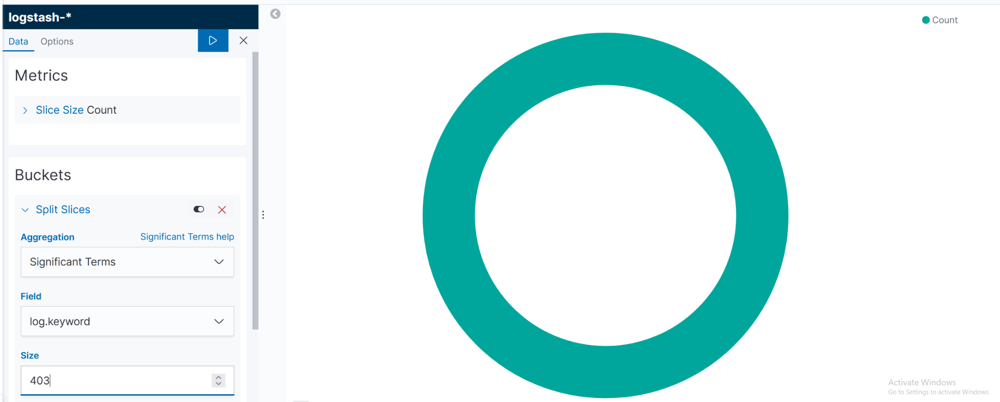 logstash-*
Data Options
Metrics
Slice Size Count
Buckets
Split Slices
Aggregation Significant Terms help
Significant Terms
Field
log.keyword
Size
403
Count
Activate Windows
Go to Settings to activate Windows.